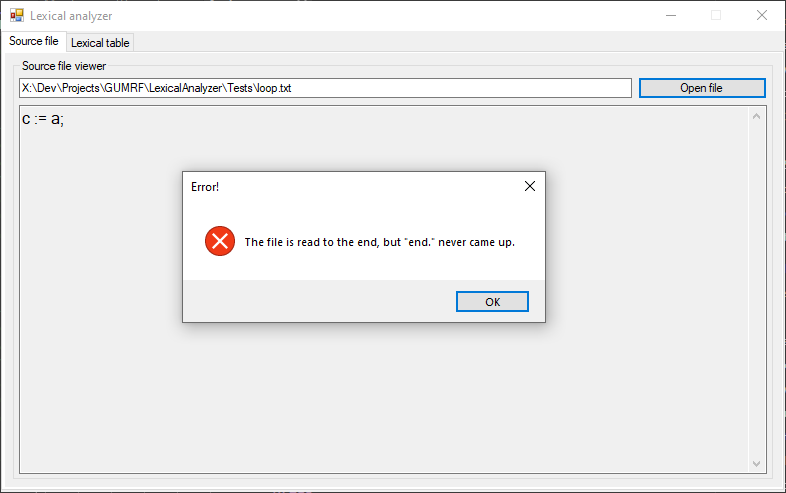 Lexical analyzer
Source file
Lexical table
Source file viewer
X:\Dev\Projects\GUMRF\LexicalAnalyzer\Tests\loop.txt
Open file
c := a;
Error!
The file is read to the end, but "end." never came up.
OK